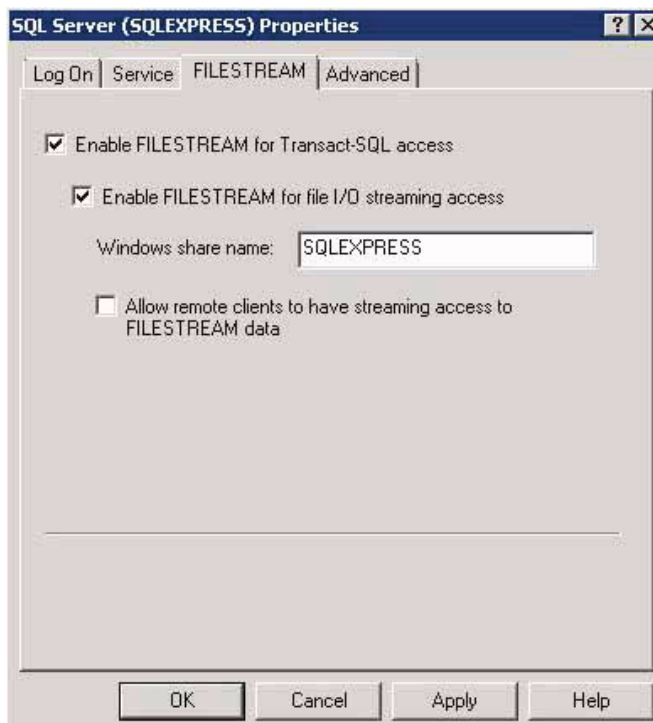 SQL Server (SQLEXPRESS) Properties
Log On Service FILESTREAM Advanced
Enable FILESTREAM for Transact-SQL access
Enable FILESTREAM for file I/O streaming access
Windows share name: SQLEXPRESS
Allow remote clients to have streaming access to
FILESTREAM data
OK Cancel Apply Help